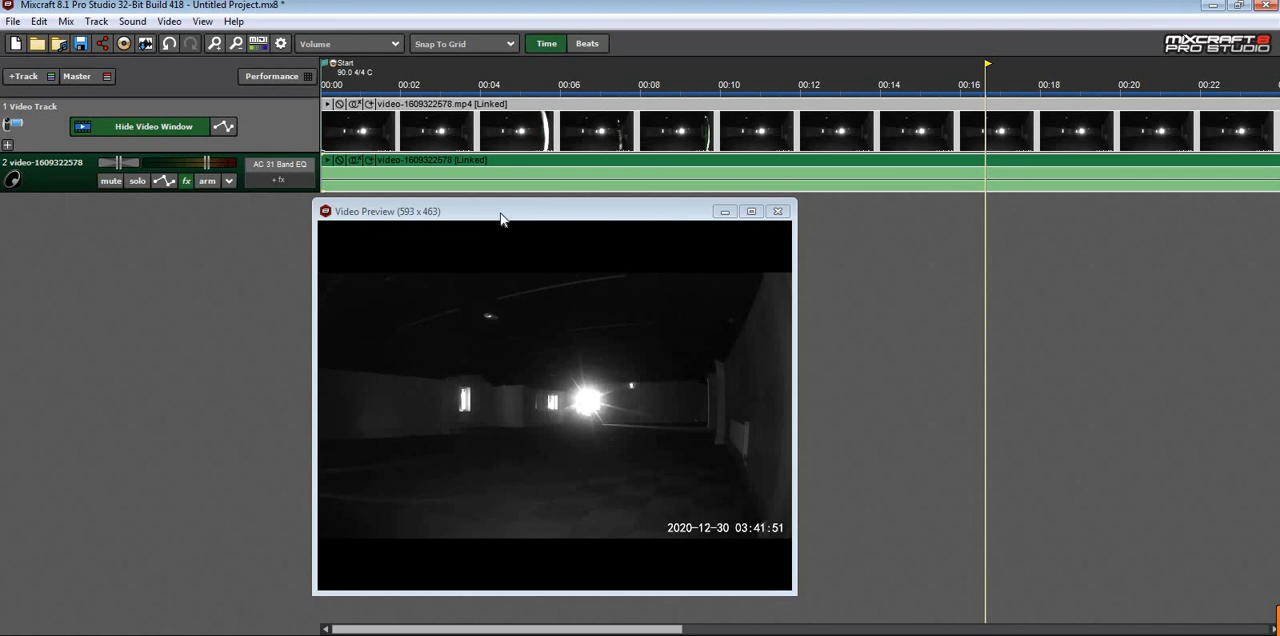 Mixcraft 8.1 Pro Studio 32-Bit Build 418 - Untitled Project.mx8 *
File Edit Mix Track Sound Video View Help
Volume Snap To Grid Time Beats MIXCRAFT 8 PRO STUDIO
+Track Master Performance
Start
90.0 4/4 C
00:00 00:02 00:04 00:06 00:08 00:10 00:12 00:14 00:16 00:18 00:20 00:22
1 Video Track
video-1609322578.mp4 [Linked]
Hide Video Window
2 video-1609322578
AC 31 Band EQ
video-1609322578 [Linked]
mute solo fx arm
+ fx
Video Preview (593 x 463)
2020-12-30 03:41:51